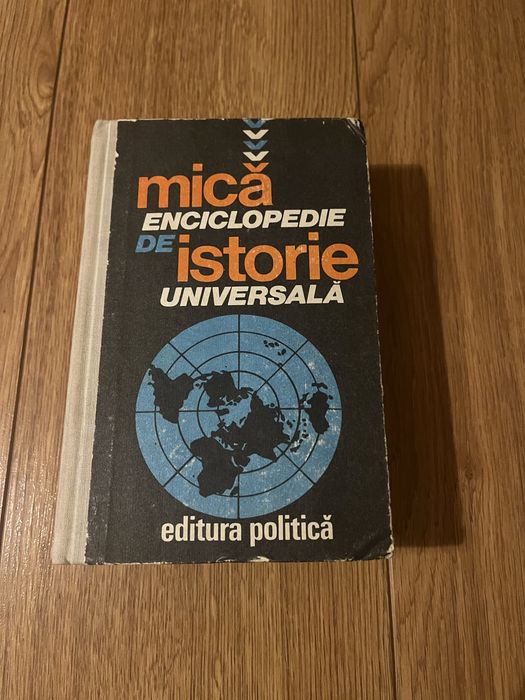 mică
ENCICLOPEDIE
DE istorie
UNIVERSALĂ
editura politică